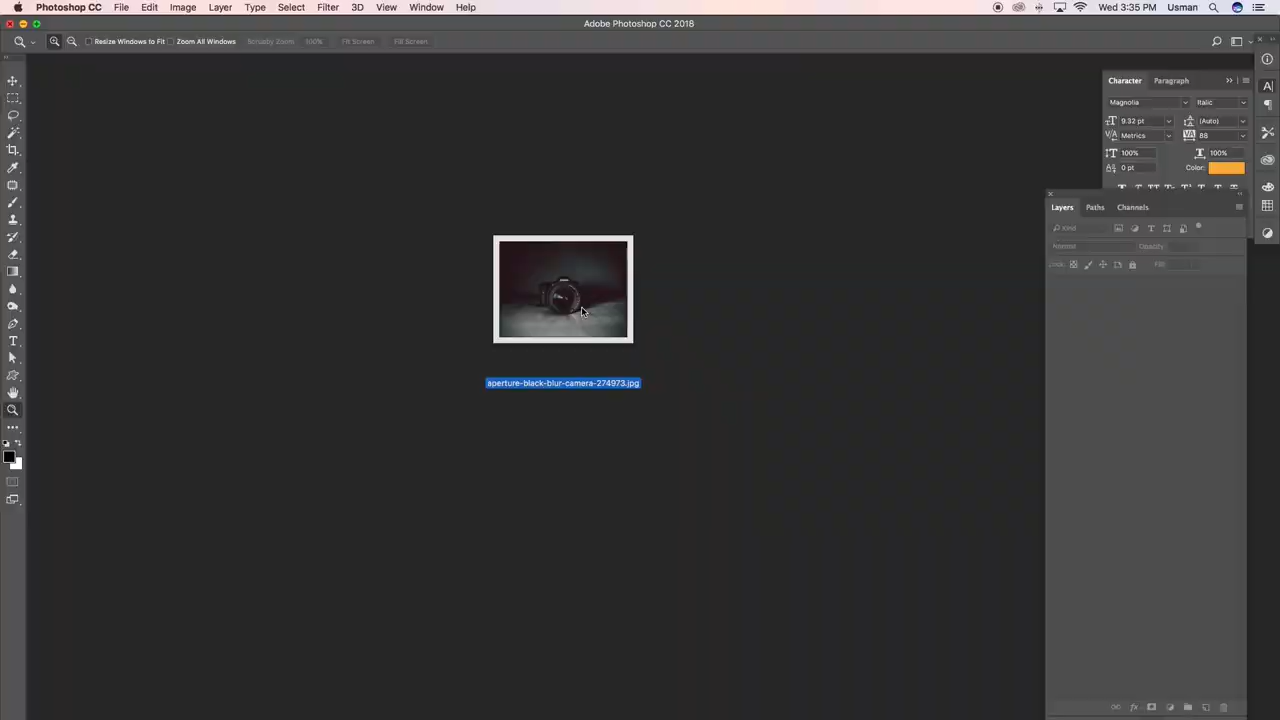 Photoshop CC File Edit Image Layer Type Select Filter 3D View Window Help Wed 3:35 PM Usman
Adobe Photoshop CC 2018
Resize Windows to Fit Zoom All Windows Scrubby Zoom 100% Fit Screen Fill Screen
Character Paragraph
Magnolia Italic
9.32 pt (Auto)
Metrics 88
100% 100%
0 pt Color:
Layers Paths Channels
Kind
Normal Opacity
Lock: Fill
aperture-black-blur-camera-274973.jpg